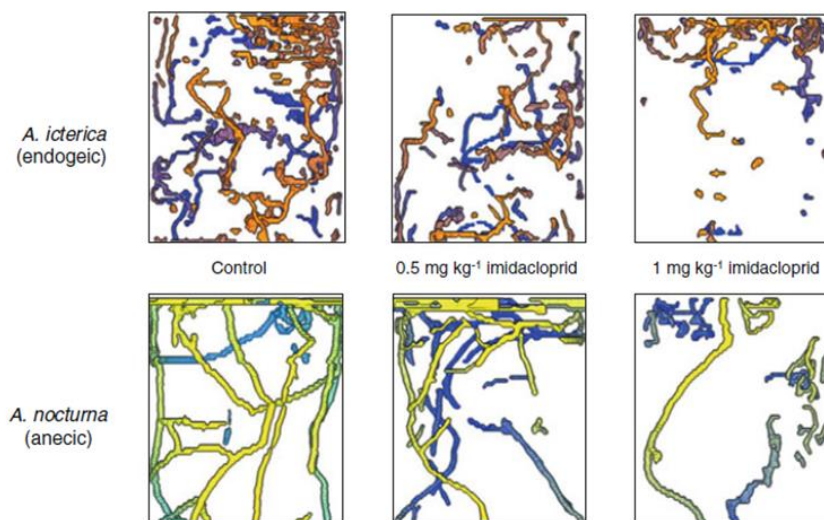 A. icterica
(endogeic)
Control
0.5 mg kg⁻¹ imidacloprid
1 mg kg⁻¹ imidacloprid
A. nocturna
(anecic)